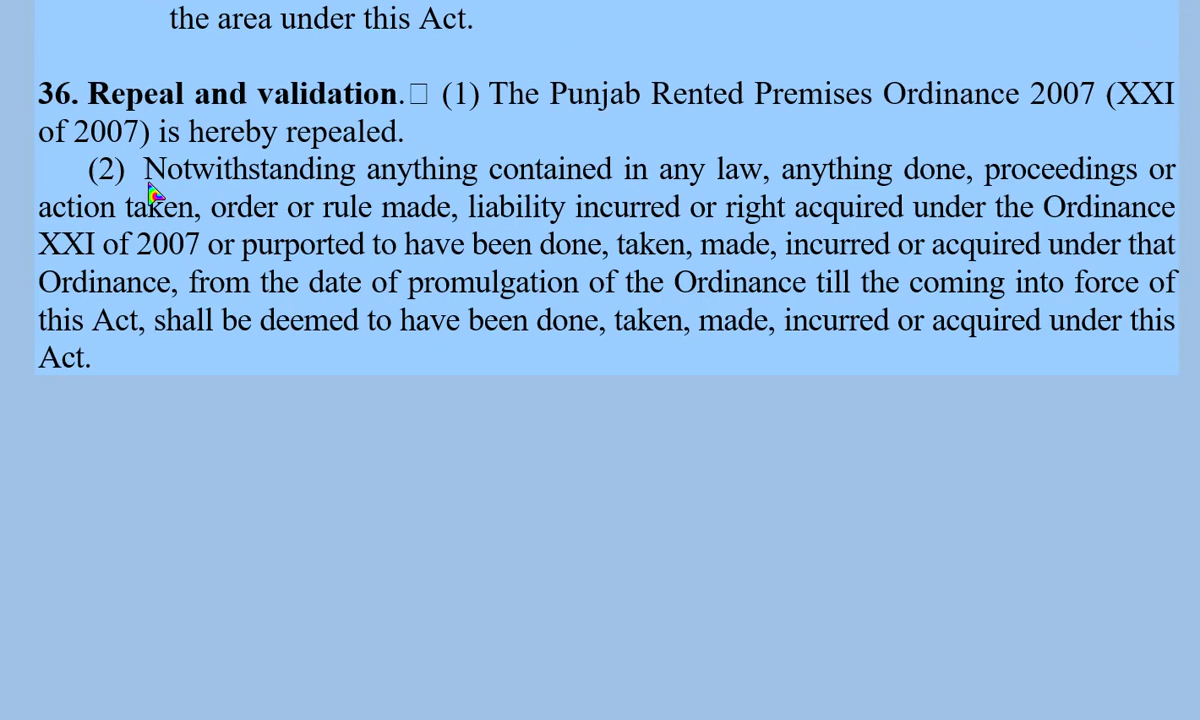 the area under this Act.
36. Repeal and validation.□ (1) The Punjab Rented Premises Ordinance 2007 (XXI
of 2007) is hereby repealed.
(2) Notwithstanding anything contained in any law, anything done, proceedings or
action taken, order or rule made, liability incurred or right acquired under the Ordinance
XXI of 2007 or purported to have been done, taken, made, incurred or acquired under that
Ordinance, from the date of promulgation of the Ordinance till the coming into force of
this Act, shall be deemed to have been done, taken, made, incurred or acquired under this
Act.